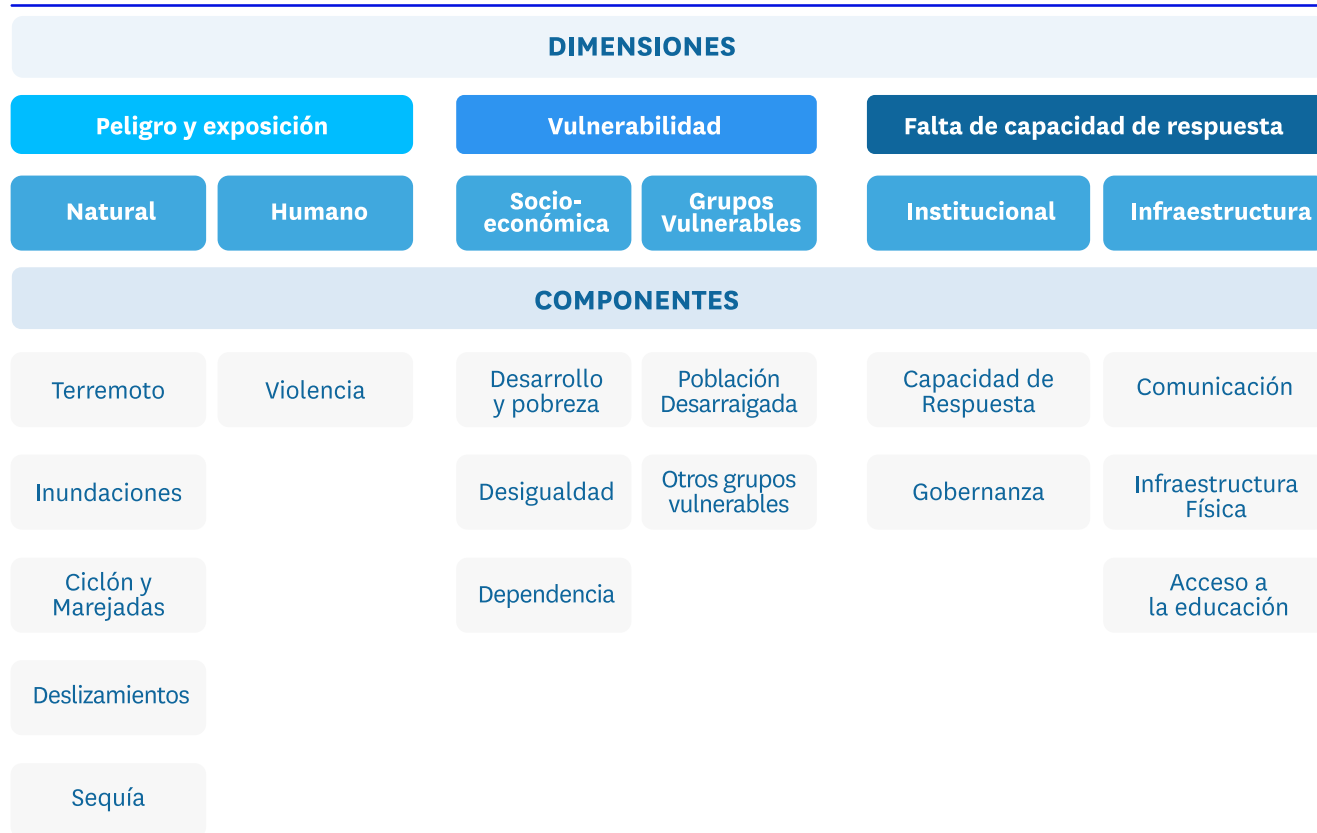 DIMENSIONES
Peligro y exposición
Vulnerabilidad
Falta de capacidad de respuesta
Natural
Humano
Socio-
económica
Grupos
Vulnerables
Institucional
Infraestructura
COMPONENTES
Terremoto
Violencia
Desarrollo
y pobreza
Población
Desarraigada
Capacidad de
Respuesta
Comunicación
Inundaciones
Desigualdad
Otros grupos
vulnerables
Gobernanza
Infraestructura
Física
Ciclón y
Marejadas
Dependencia
Acceso a
la educación
Deslizamientos
Sequía